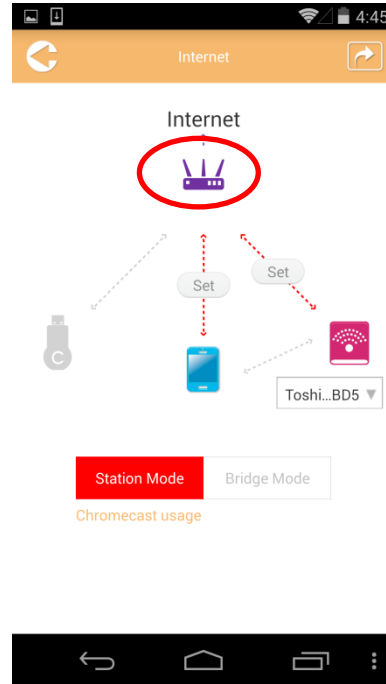 4:45
Internet
Internet
Set
Set
C
Toshi...BD5
Station Mode
Bridge Mode
Chromecast usage